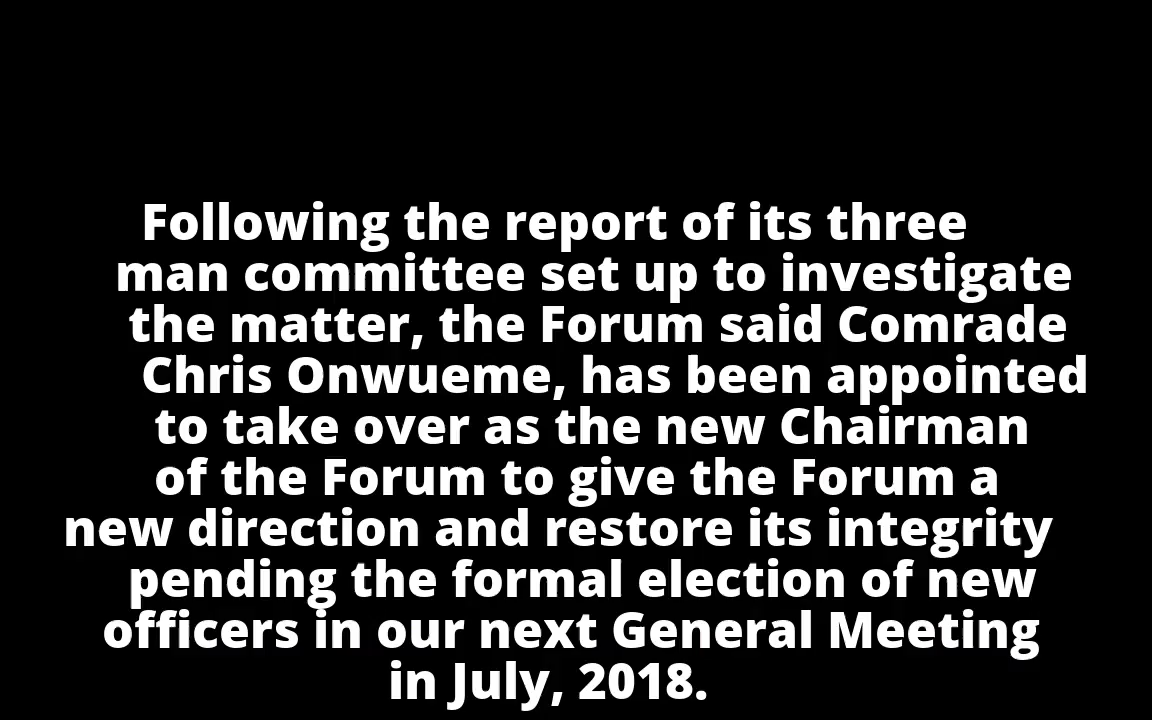 Following the report of its three
man committee set up to investigate
the matter, the Forum said Comrade
Chris Onwueme, has been appointed
to take over as the new Chairman
of the Forum to give the Forum a
new direction and restore its integrity
pending the formal election of new
officers in our next General Meeting
in July, 2018.